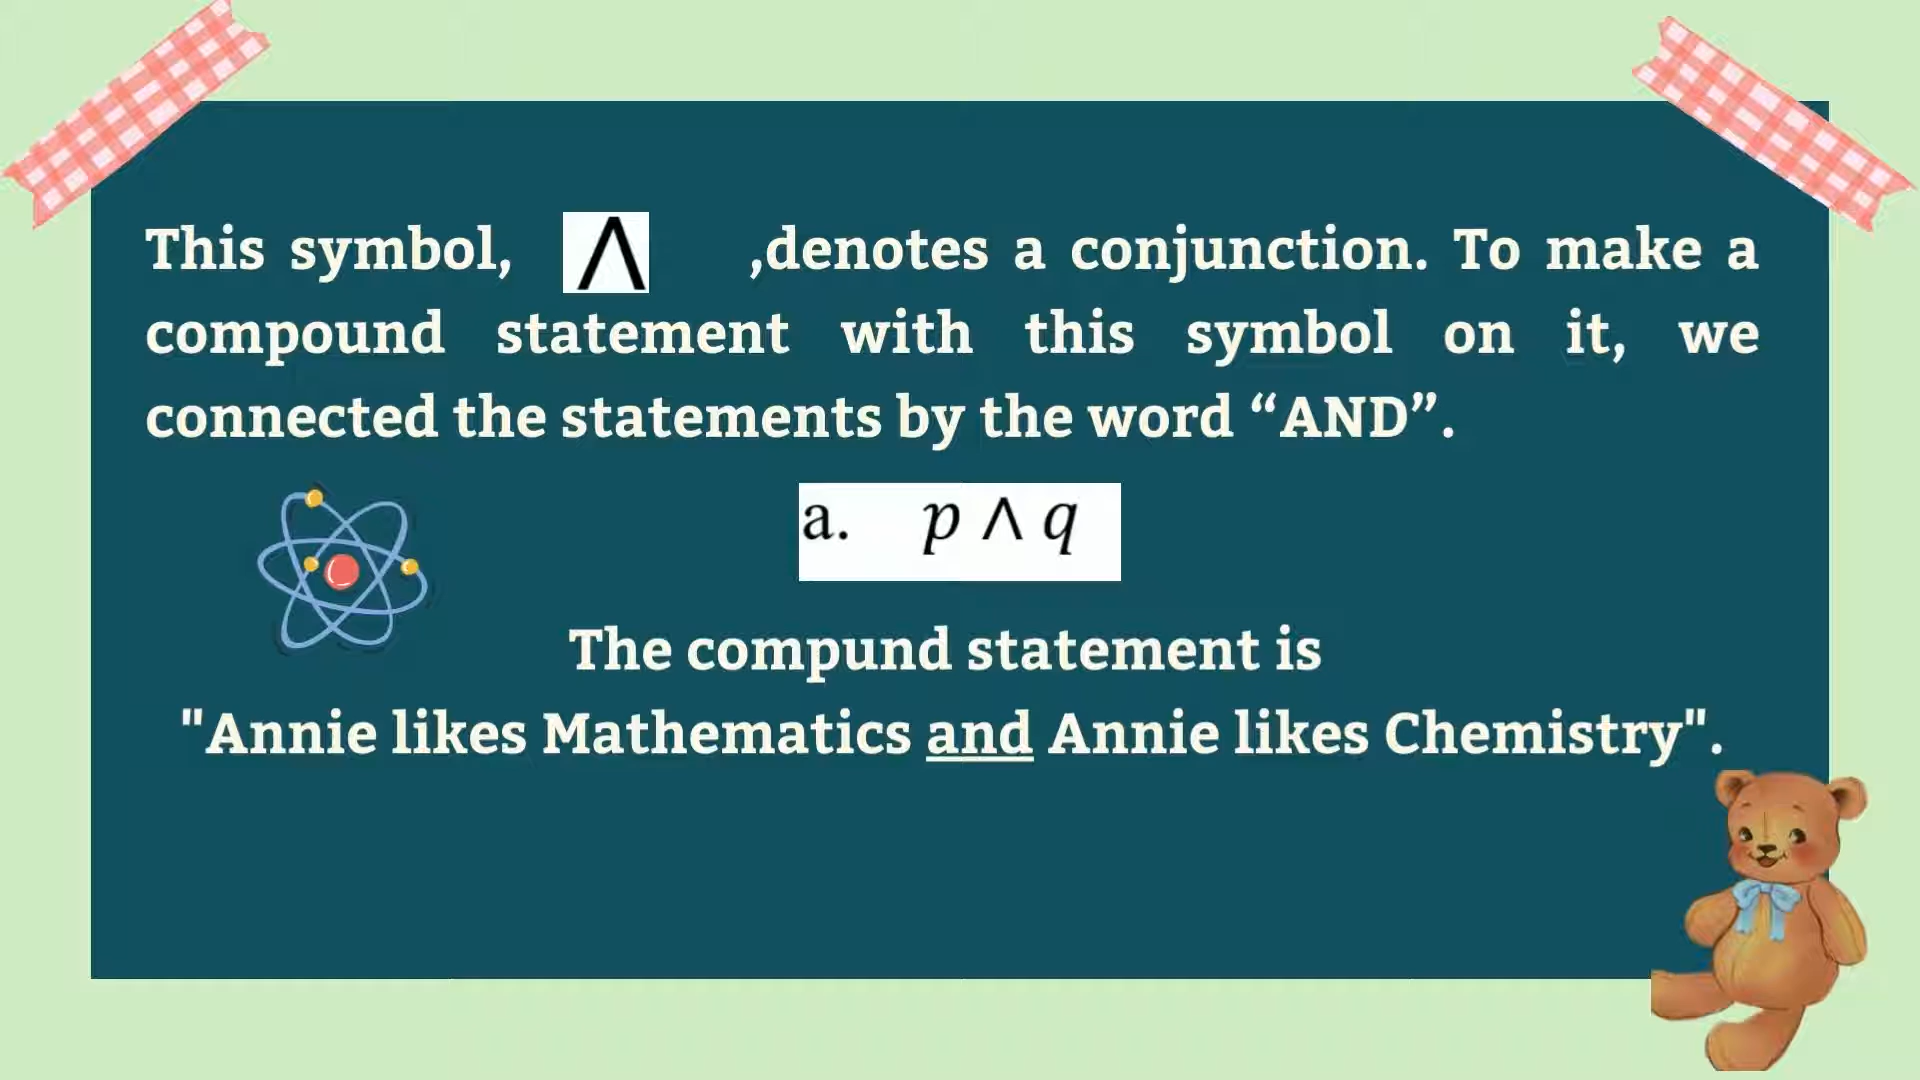 This symbol, Λ ,denotes a conjunction. To make a
compound statement with this symbol on it, we
connected the statements by the word “AND”.
a. p ∧ q
The compund statement is
"Annie likes Mathematics and Annie likes Chemistry".